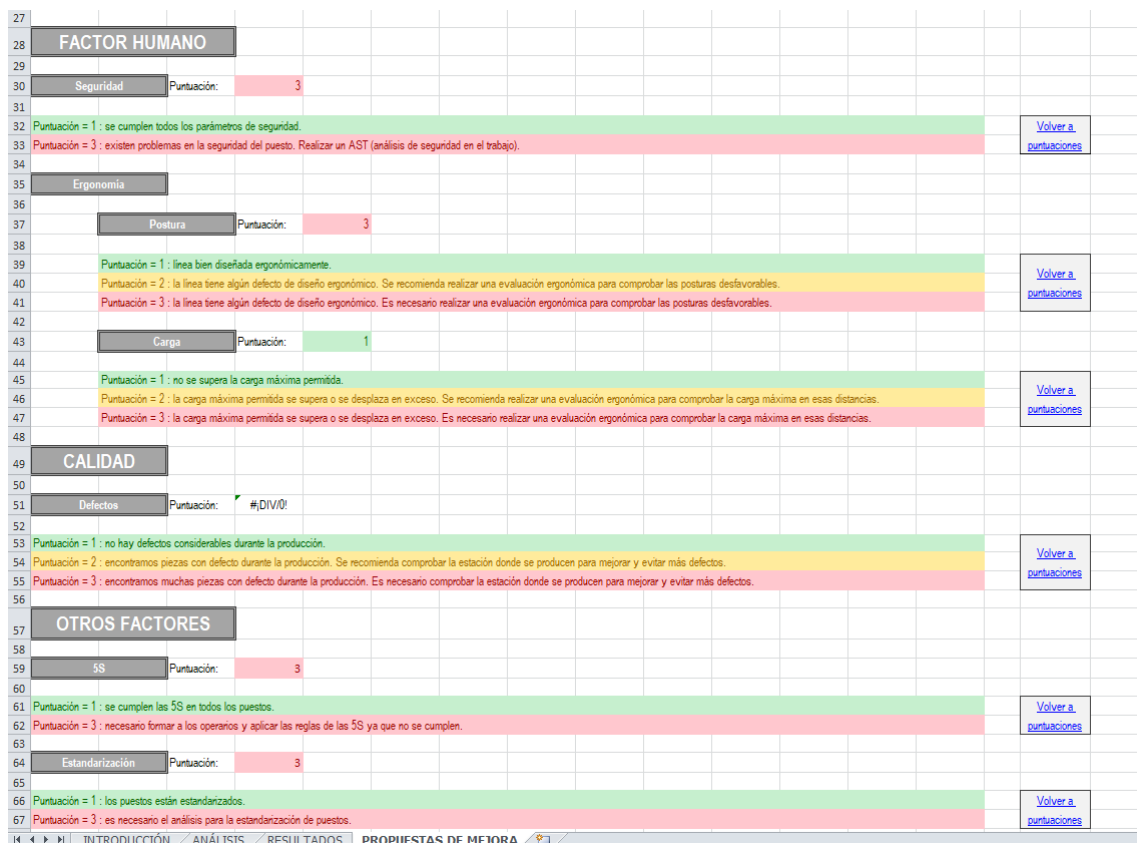 27
28 FACTOR HUMANO
29
30 Seguridad Puntuación: 3
31
32 Puntuación = 1 : se cumplen todos los parámetros de seguridad. Volver a
33 Puntuación = 3 : existen problemas en la seguridad del puesto. Realizar un AST (análisis de seguridad en el trabajo). puntuaciones
34
35 Ergonomía
36
37 Postura Puntuación: 3
38
39 Puntuación = 1 : línea bien diseñada ergonómicamente.
40 Puntuación = 2 : la línea tiene algún defecto de diseño ergonómico. Se recomienda realizar una evaluación ergonómica para comprobar las posturas desfavorables. Volver a
41 Puntuación = 3 : la línea tiene algún defecto de diseño ergonómico. Es necesario realizar una evaluación ergonómica para comprobar las posturas desfavorables. puntuaciones
42
43 Carga Puntuación: 1
44
45 Puntuación = 1 : no se supera la carga máxima permitida.
46 Puntuación = 2 : la carga máxima permitida se supera o se desplaza en exceso. Se recomienda realizar una evaluación ergonómica para comprobar la carga máxima en esas distancias. Volver a
47 Puntuación = 3 : la carga máxima permitida se supera o se desplaza en exceso. Es necesario realizar una evaluación ergonómica para comprobar la carga máxima en esas distancias. puntuaciones
48
49 CALIDAD
50
51 Defectos Puntuación: #¡DIV/0!
52
53 Puntuación = 1 : no hay defectos considerables durante la producción.
54 Puntuación = 2 : encontramos piezas con defecto durante la producción. Se recomienda comprobar la estación donde se producen para mejorar y evitar más defectos. Volver a
55 Puntuación = 3 : encontramos muchas piezas con defecto durante la producción. Es necesario comprobar la estación donde se producen para mejorar y evitar más defectos. puntuaciones
56
57 OTROS FACTORES
58
59 5S Puntuación: 3
60
61 Puntuación = 1 : se cumplen las 5S en todos los puestos. Volver a
62 Puntuación = 3 : necesario formar a los operarios y aplicar las reglas de las 5S ya que no se cumplen. puntuaciones
63
64 Estandarización Puntuación: 3
65
66 Puntuación = 1 : los puestos están estandarizados. Volver a
67 Puntuación = 3 : es necesario el análisis para la estandarización de puestos. puntuaciones
INTRODUCCIÓN ANÁLISIS RESULTADOS PROPUESTAS DE MEJORA